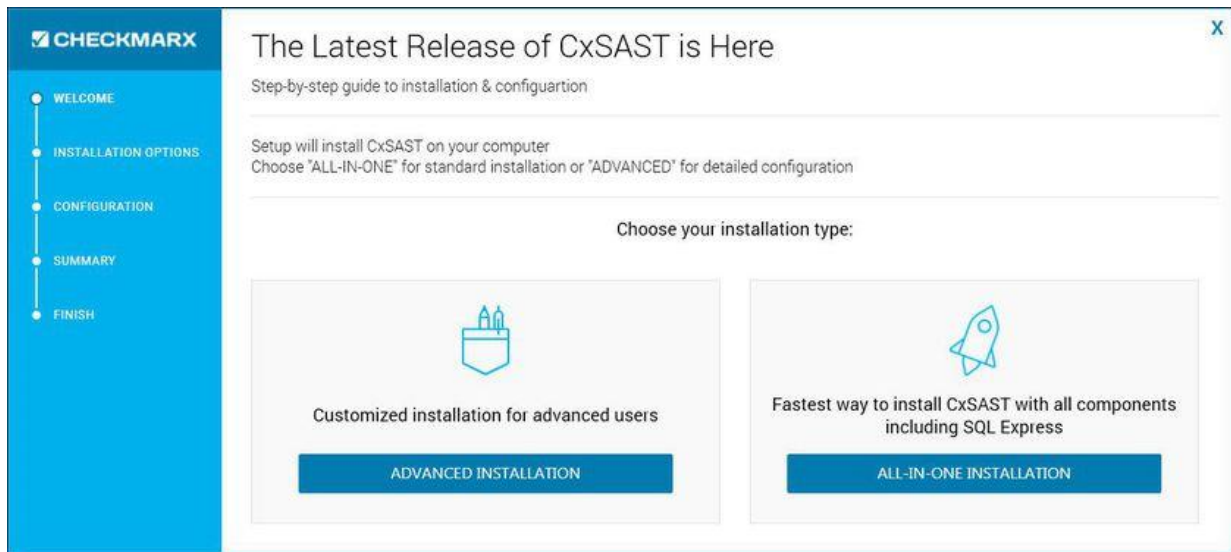 CHECKMARX
WELCOME
INSTALLATION OPTIONS
CONFIGURATION
SUMMARY
FINISH
X
The Latest Release of CxSAST is Here
Step-by-step guide to installation & configuartion
Setup will install CxSAST on your computer
Choose "ALL-IN-ONE" for standard installation or "ADVANCED" for detailed configuration
Choose your installation type:
Customized installation for advanced users
ADVANCED INSTALLATION
Fastest way to install CxSAST with all components
including SQL Express
ALL-IN-ONE INSTALLATION